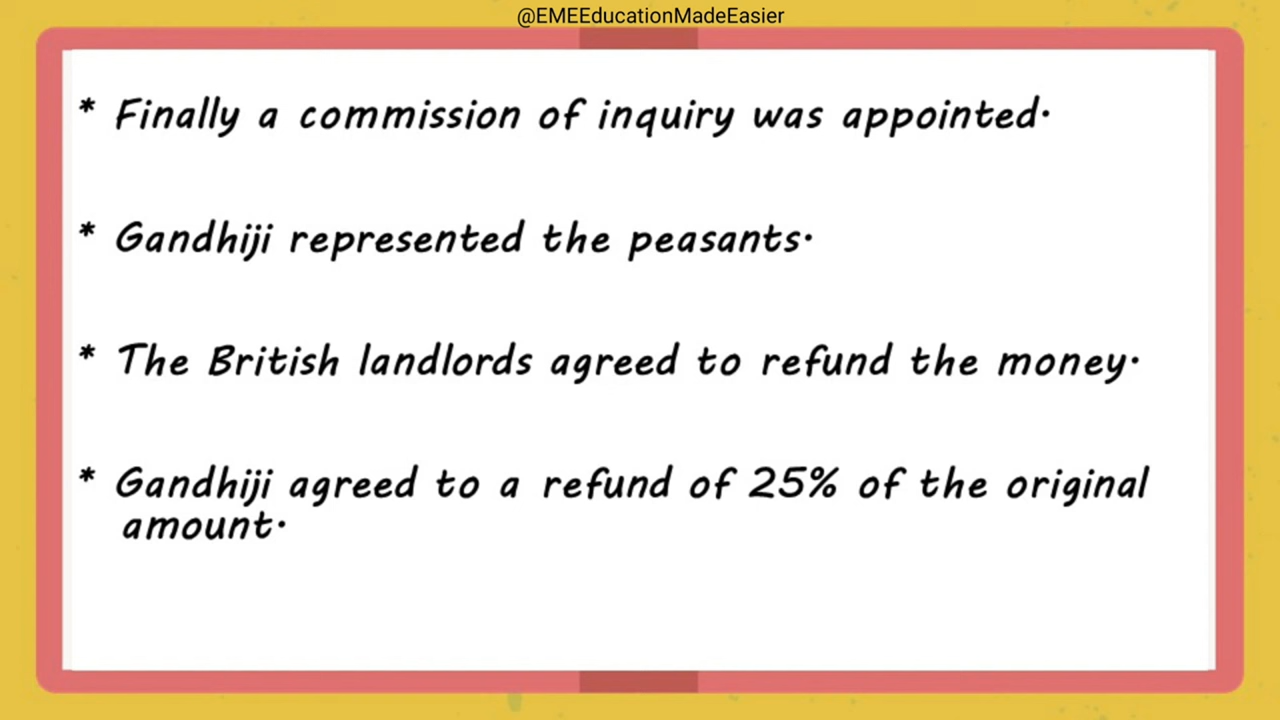 @EMEEducationMadeEasier
* Finally a commission of inquiry was appointed.
* Gandhiji represented the peasants.
* The British landlords agreed to refund the money.
* Gandhiji agreed to a refund of 25% of the original
amount.